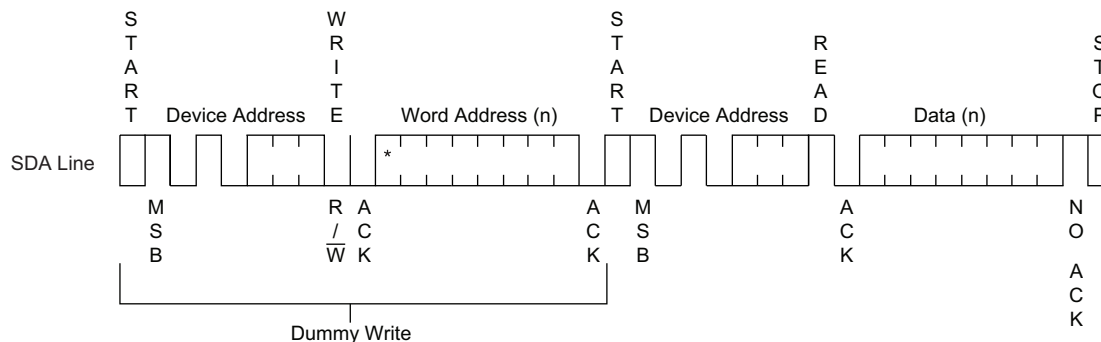 START
WRITE
START
READ
STOP
Device Address
Word Address (n)
Device Address
Data (n)
SDA Line
*
MSB
R/W
ACK
ACK
MSB
ACK
NO ACK
Dummy Write